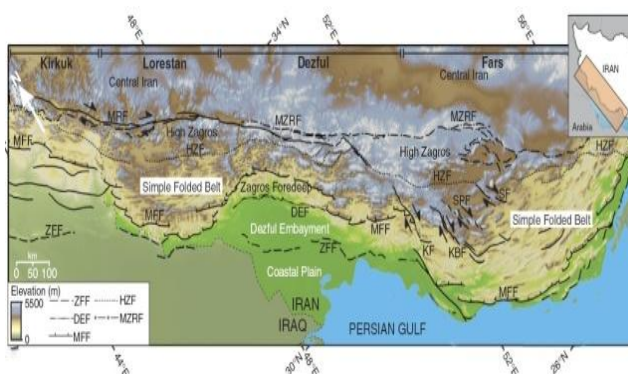 48°E
34°N
52°E
56°E
Kirkuk
Lorestan
Dezful
Fars
IRAN
Arabia
Central Iran
Central Iran
MRF
MZRF
MZRF
MFF
High Zagros
HZF
High Zagros
HZF
HZF
Simple Folded Belt
Zagros Foredeep
SRF
SF
DEF
MFF
Dezful Embayment
MFF
Simple Folded Belt
ZFF
ZFF
KF
KBF
km
0 50 100
Coastal Plain
MFF
Elevation (m)
5500
0
ZFF
HZF
DEF
MZRF
MFF
IRAN
IRAQ
PERSIAN GULF
44°E
30°N
48°E
52°E
26°N